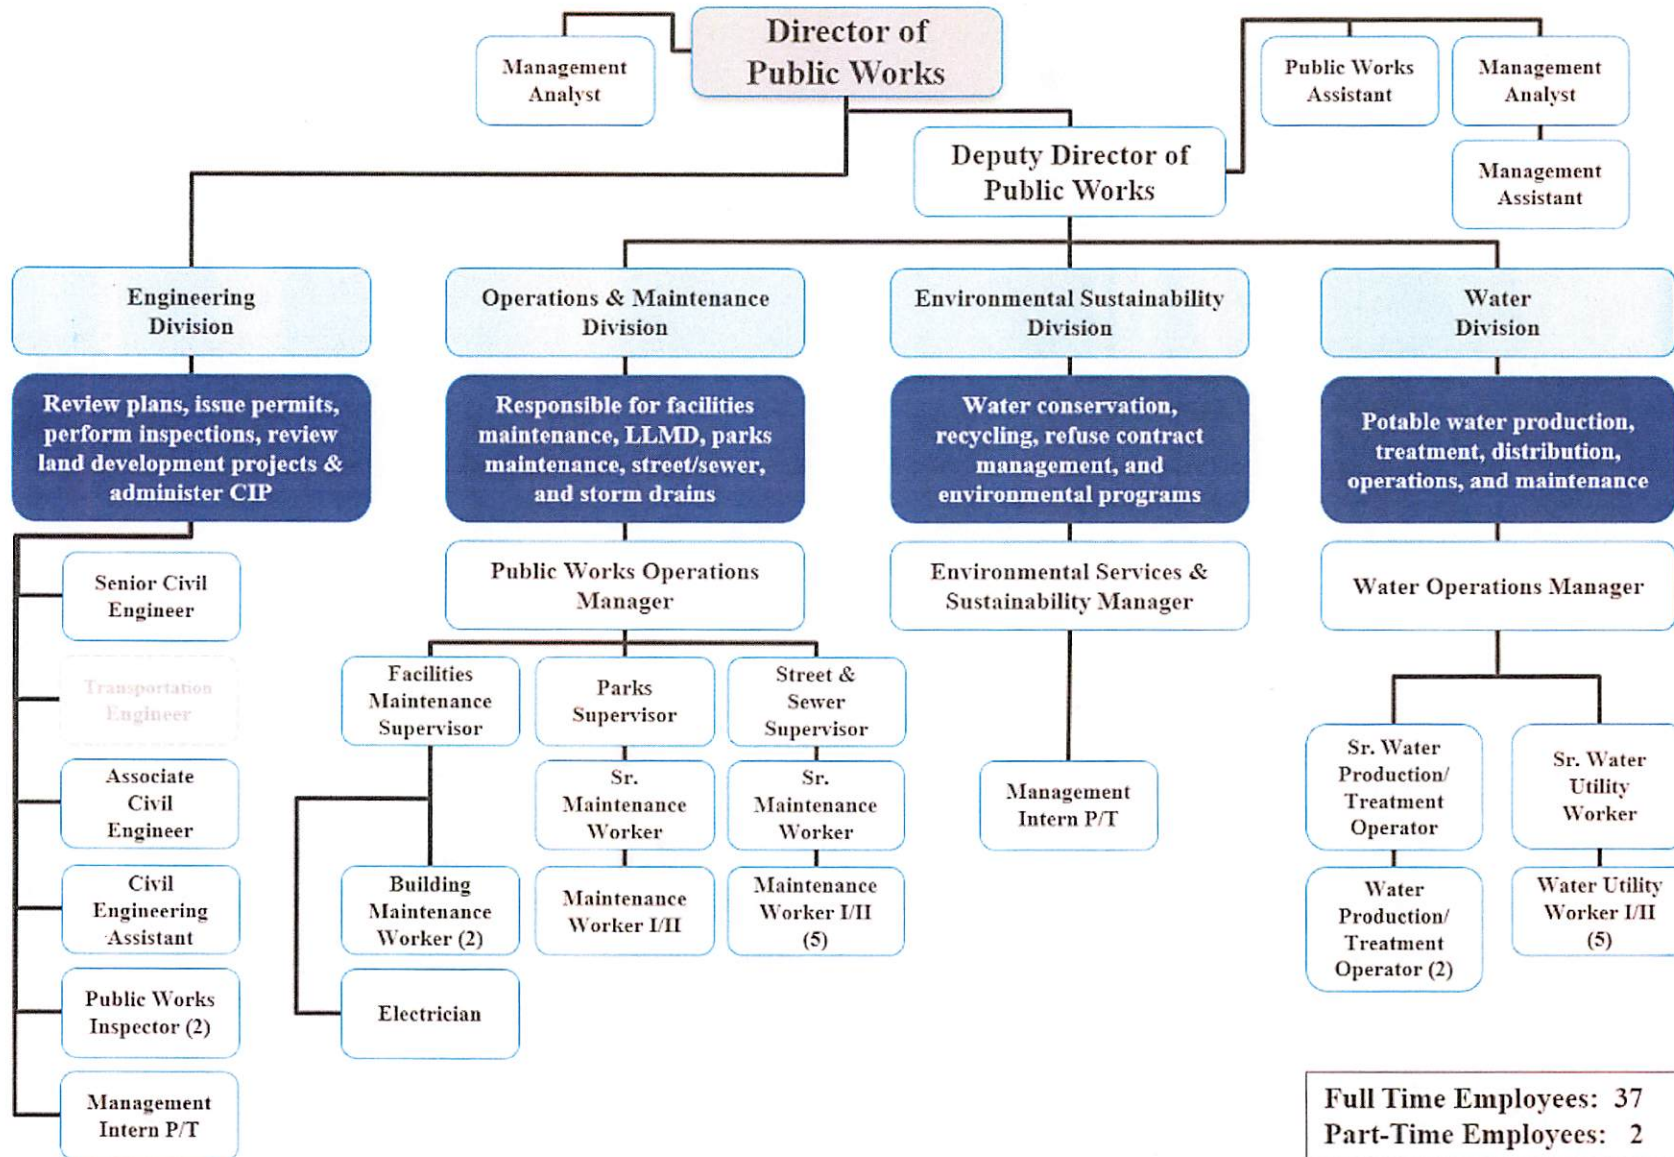 Director of
Public Works
Management
Analyst
Public Works
Assistant
Management
Analyst
Management
Assistant
Deputy Director of
Public Works
Engineering
Division
Operations & Maintenance
Division
Environmental Sustainability
Division
Water
Division
Review plans, issue permits,
perform inspections, review
land development projects &
administer CIP
Responsible for facilities
maintenance, LLMD, parks
maintenance, street/sewer,
and storm drains
Water conservation,
recycling, refuse contract
management, and
environmental programs
Potable water production,
treatment, distribution,
operations, and maintenance
Senior Civil
Engineer
Transportation
Engineer
Associate
Civil
Engineer
Civil
Engineering
Assistant
Public Works
Inspector (2)
Management
Intern P/T
Public Works Operations
Manager
Facilities
Maintenance
Supervisor
Building
Maintenance
Worker (2)
Electrician
Parks
Supervisor
Sr.
Maintenance
Worker
Maintenance
Worker I/II
Street &
Sewer
Supervisor
Sr.
Maintenance
Worker
Maintenance
Worker I/II
(5)
Environmental Services &
Sustainability Manager
Management
Intern P/T
Water Operations Manager
Sr. Water
Production/
Treatment
Operator
Water
Production/
Treatment
Operator (2)
Sr. Water
Utility
Worker
Water Utility
Worker I/II
(5)
Full Time Employees: 37
Part-Time Employees: 2